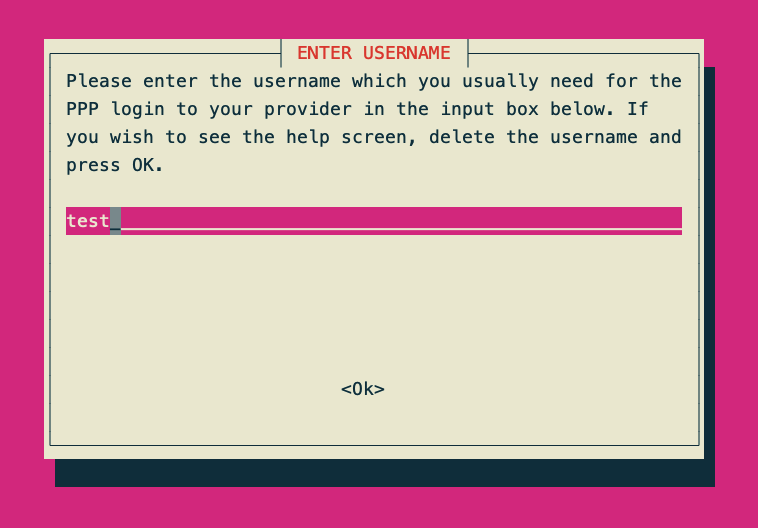 ENTER USERNAME
Please enter the username which you usually need for the
PPP login to your provider in the input box below. If
you wish to see the help screen, delete the username and
press OK.
test
<Ok>